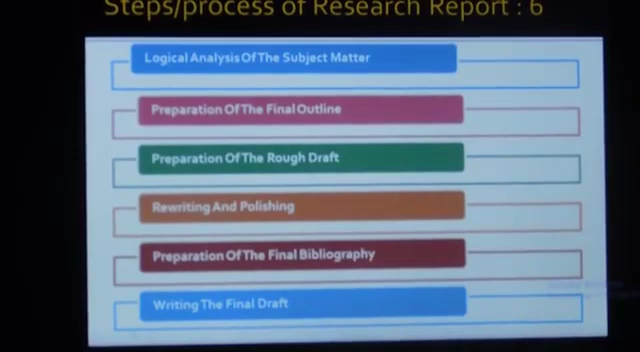 Steps/process of Research Report : 6
Logical Analysis Of The Subject Matter
Preparation Of The Final Outline
Preparation Of The Rough Draft
Rewriting And Polishing
Preparation Of The Final Bibliography
Writing The Final Draft